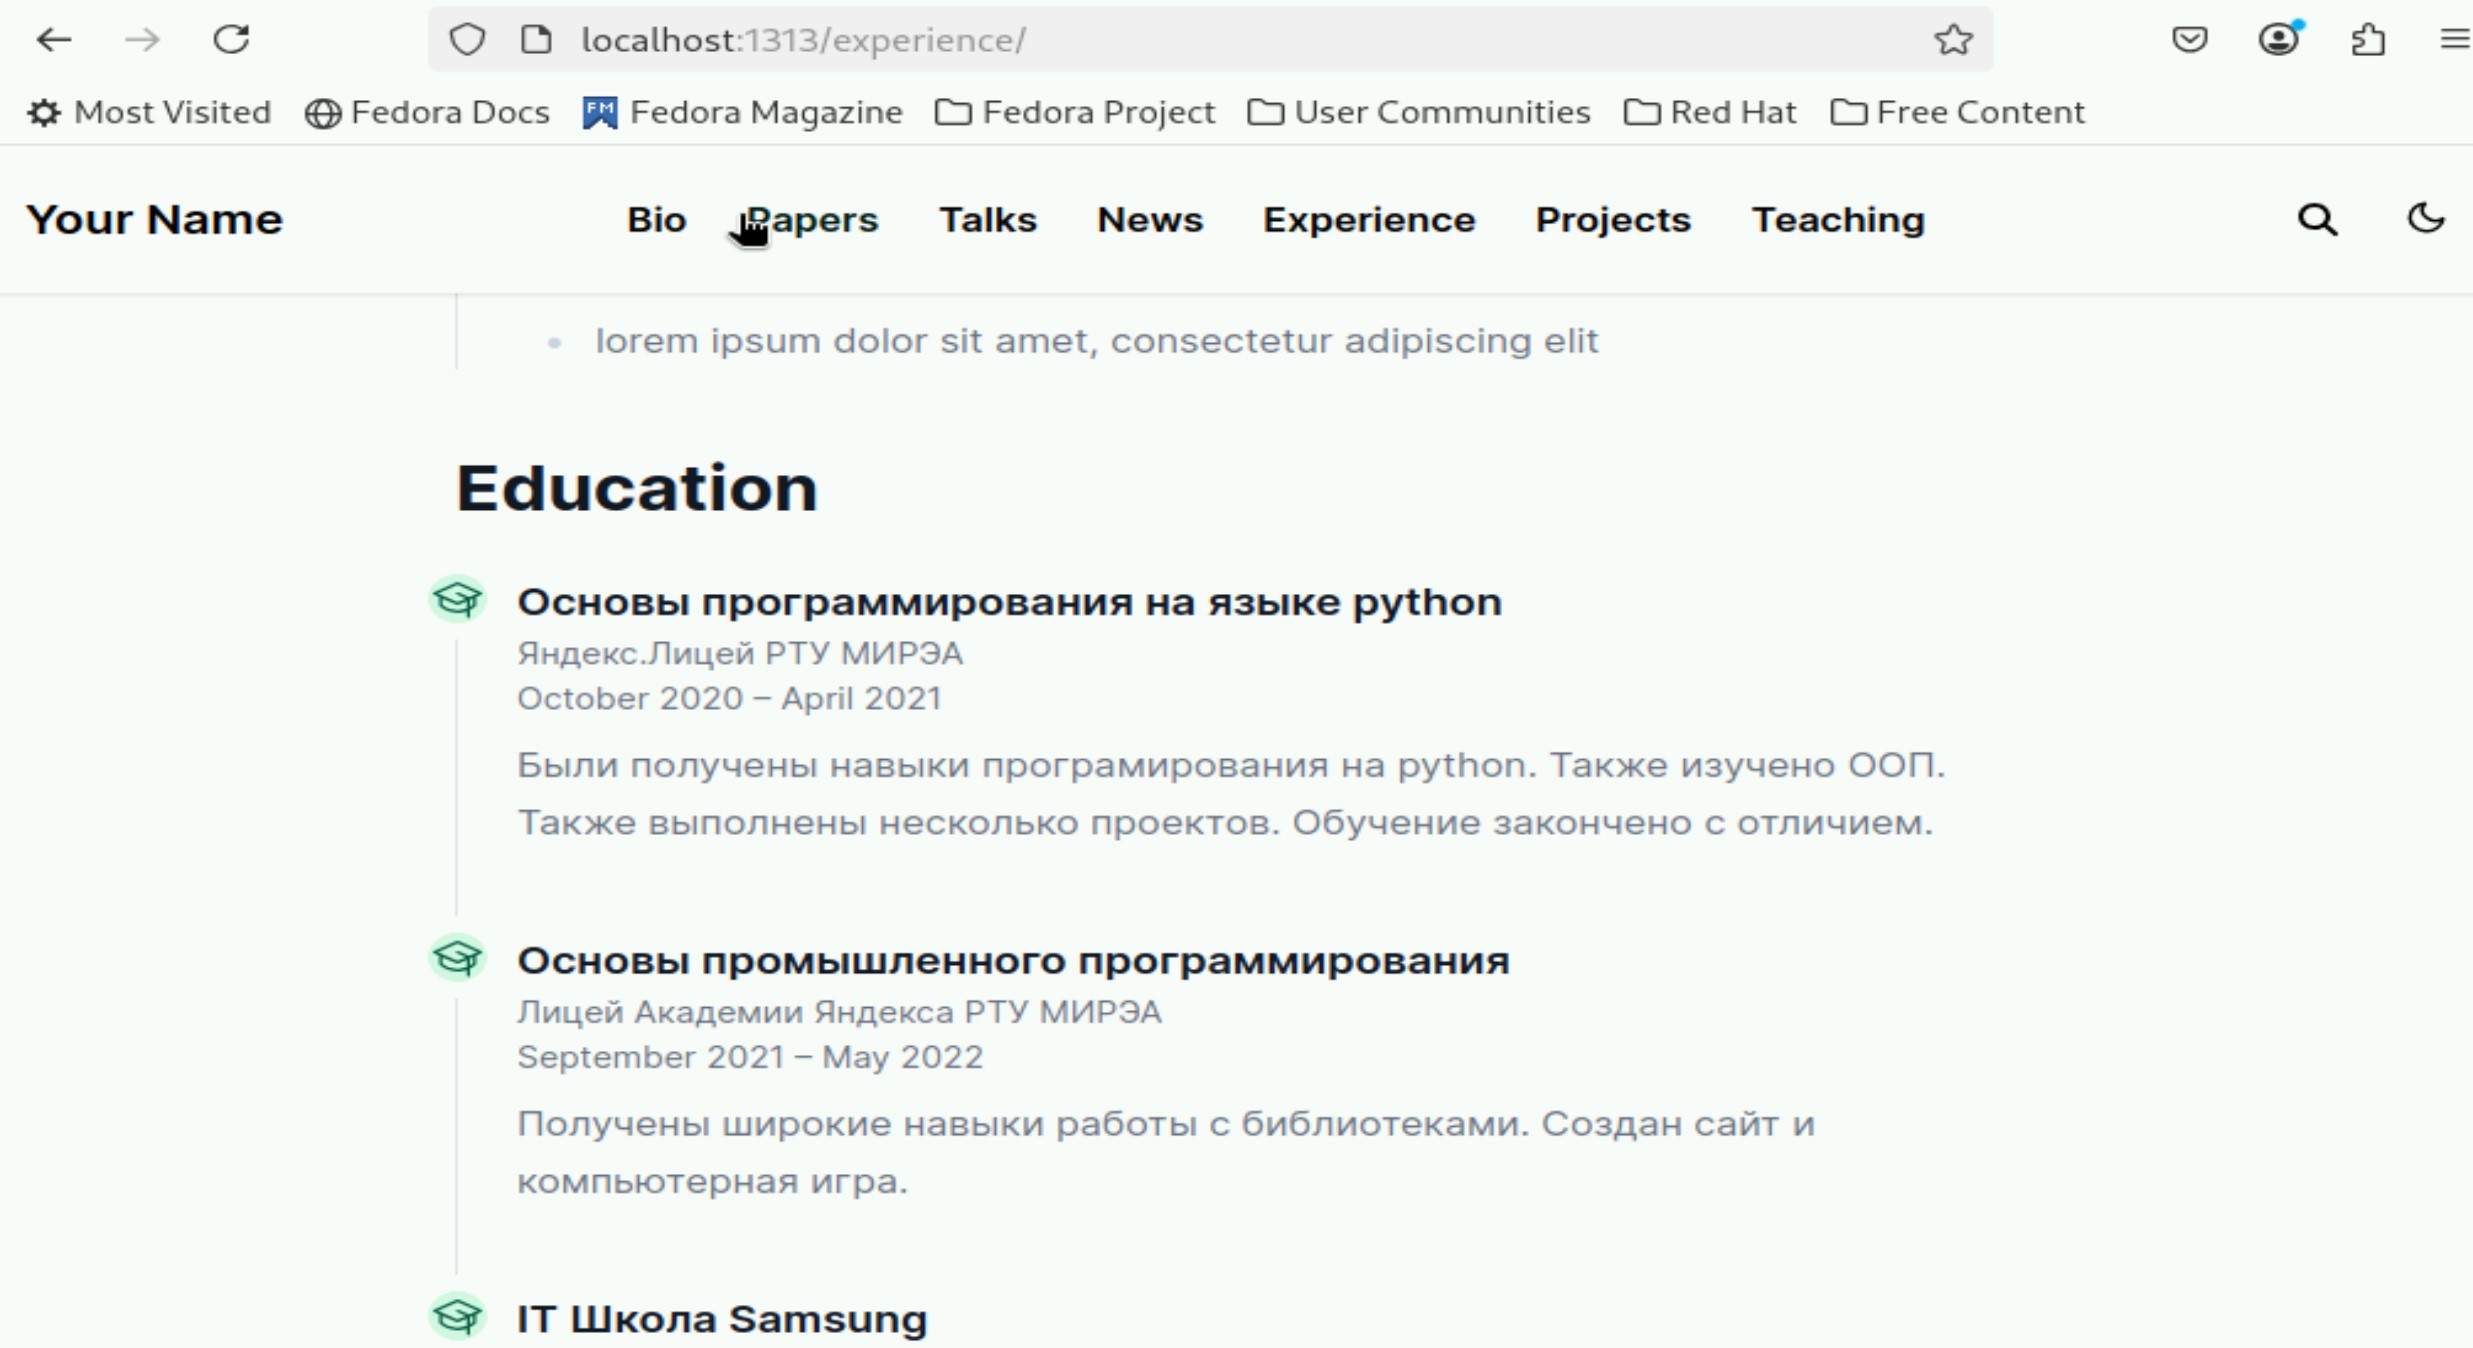 localhost:1313/experience/
Most Visited Fedora Docs FM Fedora Magazine Fedora Project User Communities Red Hat Free Content
Your Name Bio Papers Talks News Experience Projects Teaching
lorem ipsum dolor sit amet, consectetur adipiscing elit
Education
Основы программирования на языке python
Яндекс.Лицей РТУ МИРЭА
October 2020 – April 2021
Были получены навыки програмирования на python. Также изучено ООП.
Также выполнены несколько проектов. Обучение закончено с отличием.
Основы промышленного программирования
Лицей Академии Яндекса РТУ МИРЭА
September 2021 – May 2022
Получены широкие навыки работы с библиотеками. Создан сайт и
компьютерная игра.
IT Школа Samsung